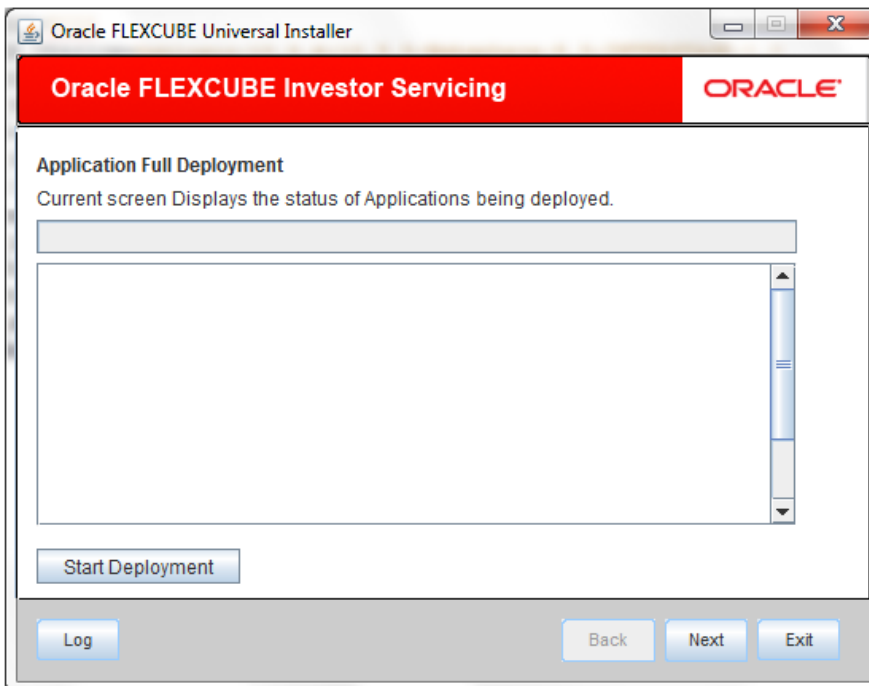 Oracle FLEXCUBE Universal Installer
Oracle FLEXCUBE Investor Servicing
ORACLE
Application Full Deployment
Current screen Displays the status of Applications being deployed.
Start Deployment
Log
Back
Next
Exit